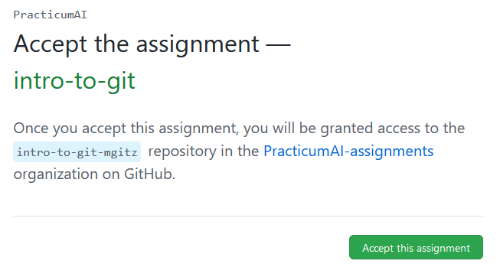 PracticumAI
Accept the assignment —
intro-to-git
Once you accept this assignment, you will be granted access to the
intro-to-git-mgitz repository in the PracticumAI-assignments
organization on GitHub.
Accept this assignment